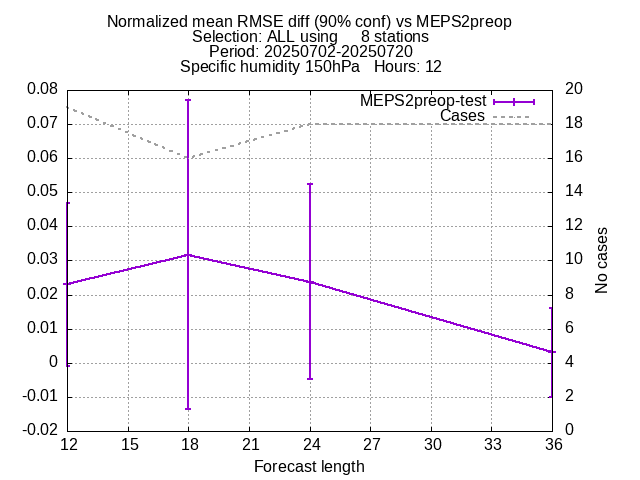 Normalized mean RMSE diff (90% conf) vs MEPS2preop
Selection: ALL using     8 stations
Period: 20250702-20250720
Specific humidity 150hPa   Hours: 12
MEPS2preop-test
Cases
0.08
0.07
0.06
0.05
0.04
0.03
0.02
0.01
0
-0.01
-0.02
20
18
16
14
12
10
8
6
4
2
0
No cases
12 15 18 21 24 27 30 33 36
Forecast length